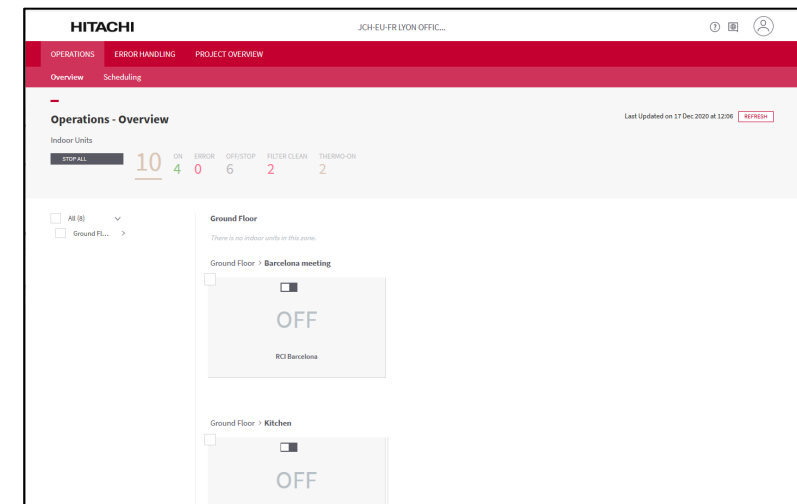 HITACHI
JCH-EU-FR LYON OFFIC...
OPERATIONS ERROR HANDLING PROJECT OVERVIEW
Overview Scheduling
Operations - Overview
Last Updated on 17 Dec 2020 at 12:06 REFRESH
Indoor Units
STOP ALL
10
ON ERROR OFF/STOP FILTER CLEAN THERMO-ON
4 0 6 2 2
All (8)
Ground Fl...
Ground Floor
There is no indoor units in this zone.
Ground Floor > Barcelona meeting
OFF
RCI Barcelona
Ground Floor > Kitchen
OFF